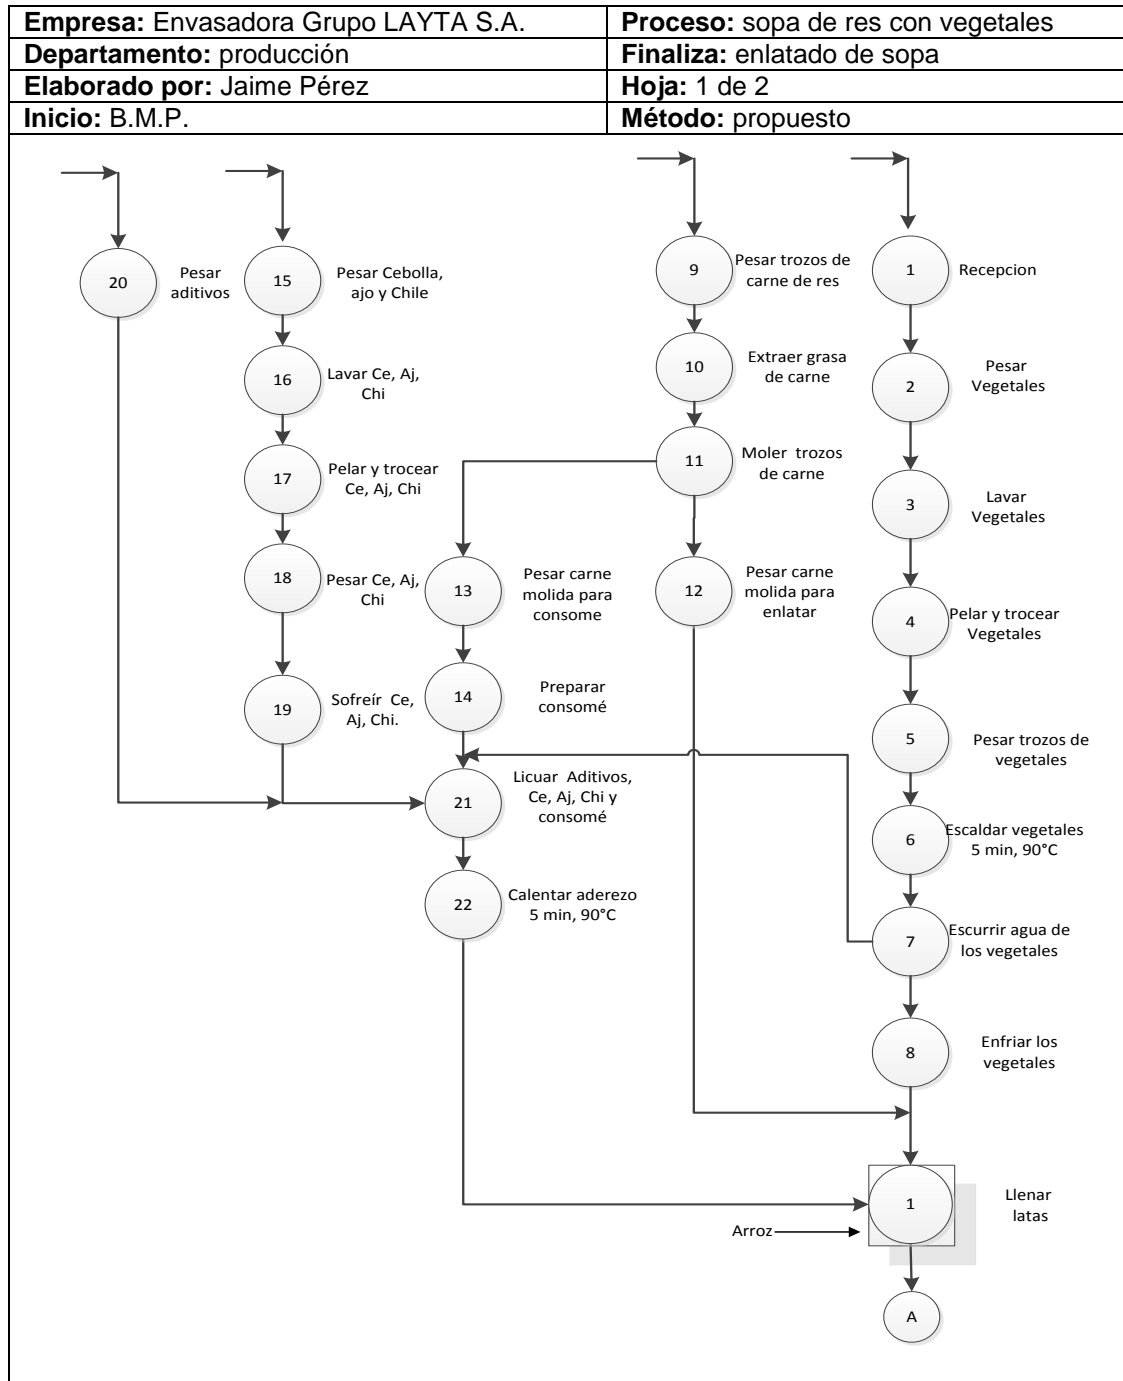 Empresa: Envasadora Grupo LAYTA S.A.
Proceso: sopa de res con vegetales
Departamento: producción
Finaliza: enlatado de sopa
Elaborado por: Jaime Pérez
Hoja: 1 de 2
Inicio: B.M.P.
Método: propuesto
20
Pesar
aditivos
15
Pesar Cebolla,
ajo y Chile
16
Lavar Ce, Aj,
Chi
17
Pelar y trocear
Ce, Aj, Chi
18
Pesar Ce, Aj,
Chi
19
Sofreír Ce,
Aj, Chi.
9
Pesar trozos de
carne de res
10
Extraer grasa
de carne
11
Moler trozos
de carne
13
Pesar carne
molida para
consome
12
Pesar carne
molida para
enlatar
14
Preparar
consomé
21
Licuar Aditivos,
Ce, Aj, Chi y
consomé
22
Calentar aderezo
5 min, 90°C
1
Recepcion
2
Pesar
Vegetales
3
Lavar
Vegetales
4
Pelar y trocear
Vegetales
5
Pesar trozos de
vegetales
6
Escaldar vegetales
5 min, 90°C
7
Escurrir agua de
los vegetales
8
Enfriar los
vegetales
1
Llenar
latas
Arroz
A